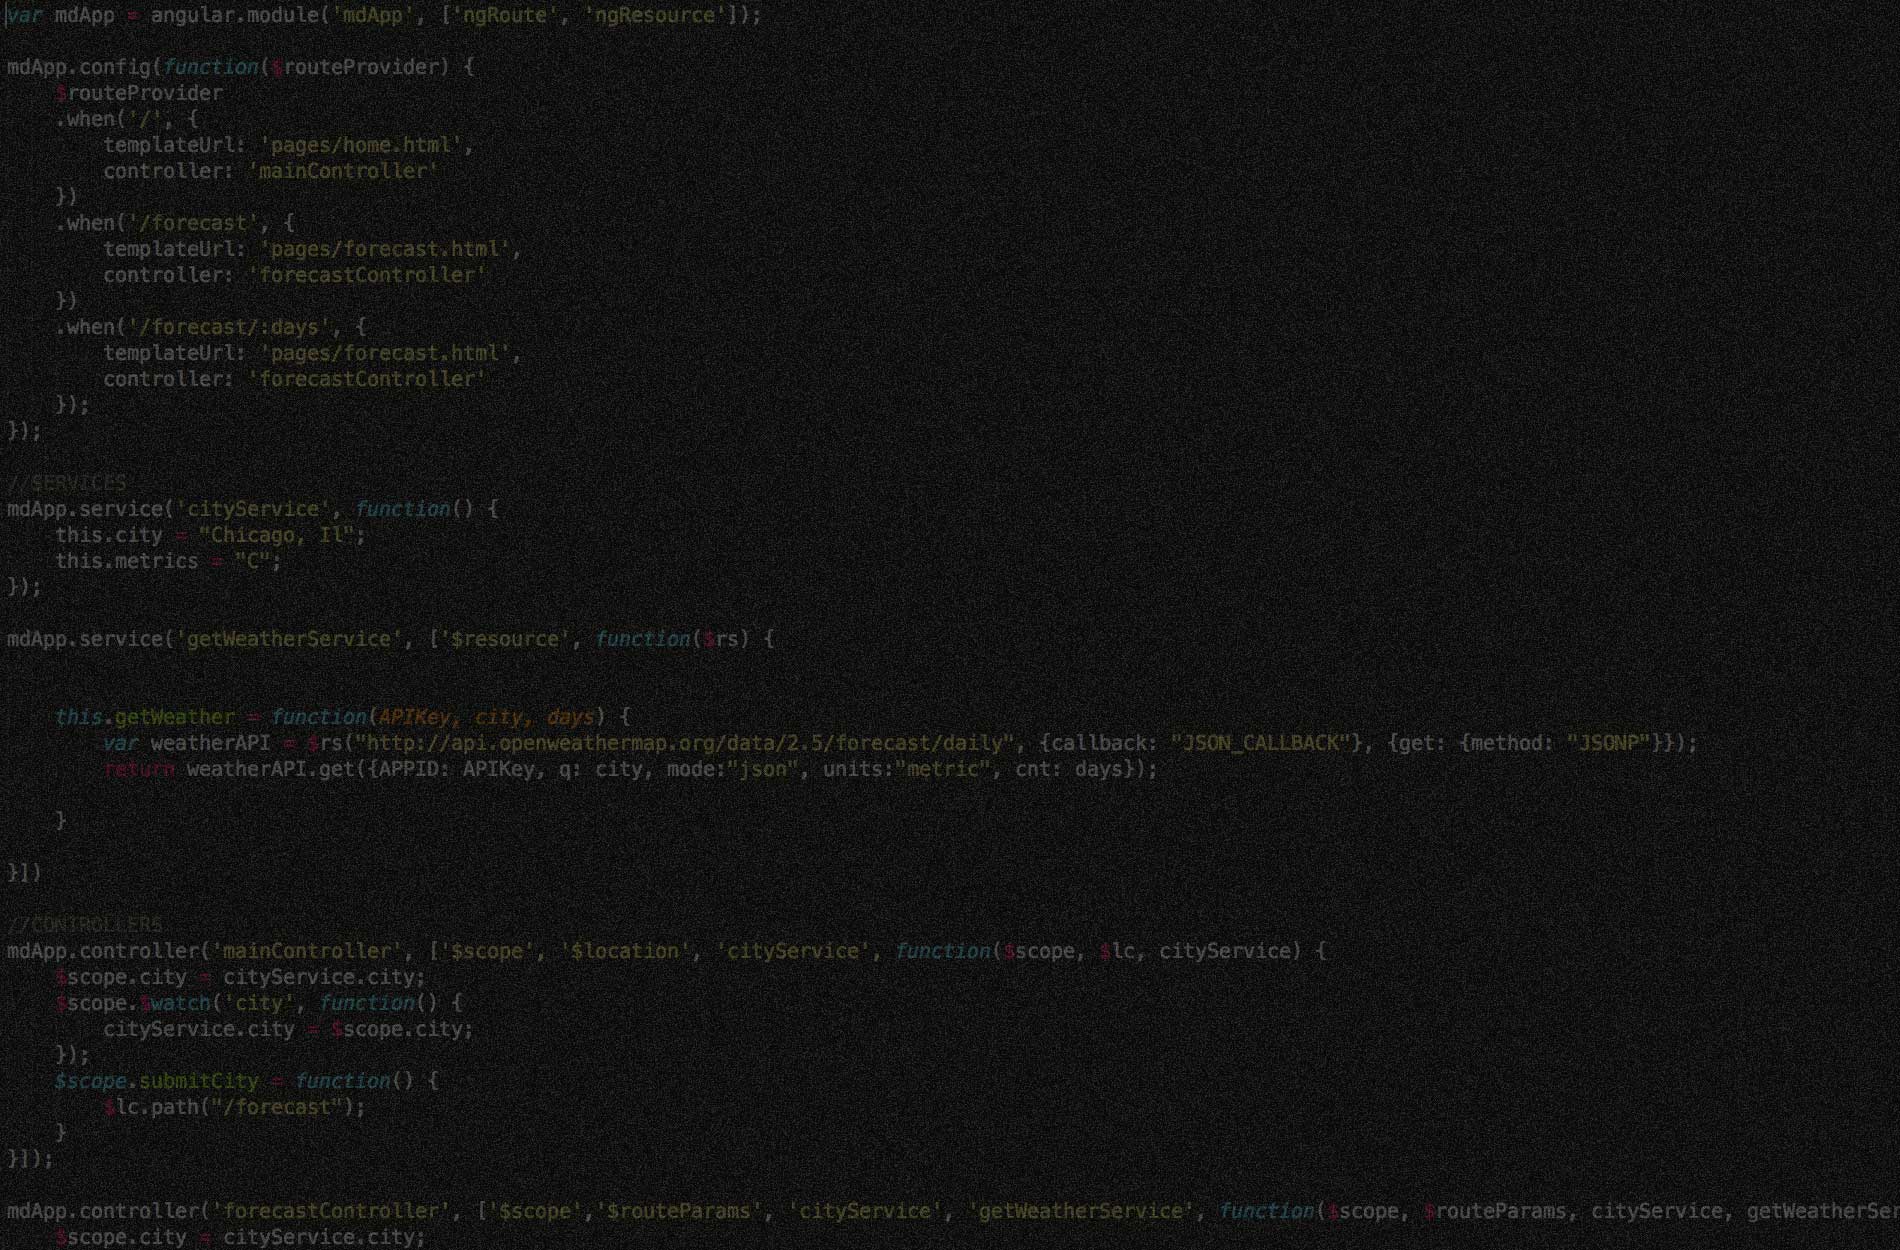 var mdApp = angular.module('mdApp', ['ngRoute', 'ngResource']);
mdApp.config(function($routeProvider) {
$routeProvider
.when('/', {
templateUrl: 'pages/home.html',
controller: 'mainController'
})
.when('/forecast', {
templateUrl: 'pages/forecast.html',
controller: 'forecastController'
})
.when('/forecast/:days', {
templateUrl: 'pages/forecast.html',
controller: 'forecastController'
});
});
//SERVICES
mdApp.service('cityService', function() {
this.city = "Chicago, Il";
this.metrics = "C";
});
mdApp.service('getWeatherService', ['$resource', function($rs) {
this.getWeather = function(APIKey, city, days) {
var weatherAPI = $rs("http://api.openweathermap.org/data/2.5/forecast/daily", {callback: "JSON_CALLBACK"}, {get: {method: "JSONP"}});
return weatherAPI.get({APPID: APIKey, q: city, mode:"json", units:"metric", cnt: days});
}
}])
//CONTROLLERS
mdApp.controller('mainController', ['$scope', '$location', 'cityService', function($scope, $lc, cityService) {
$scope.city = cityService.city;
$scope.$watch('city', function() {
cityService.city = $scope.city;
});
$scope.submitCity = function() {
$lc.path("/forecast");
}
}]);
mdApp.controller('forecastController', ['$scope','$routeParams', 'cityService', 'getWeatherService', function($scope, $routeParams, cityService, getWeatherSer
$scope.city = cityService.city;